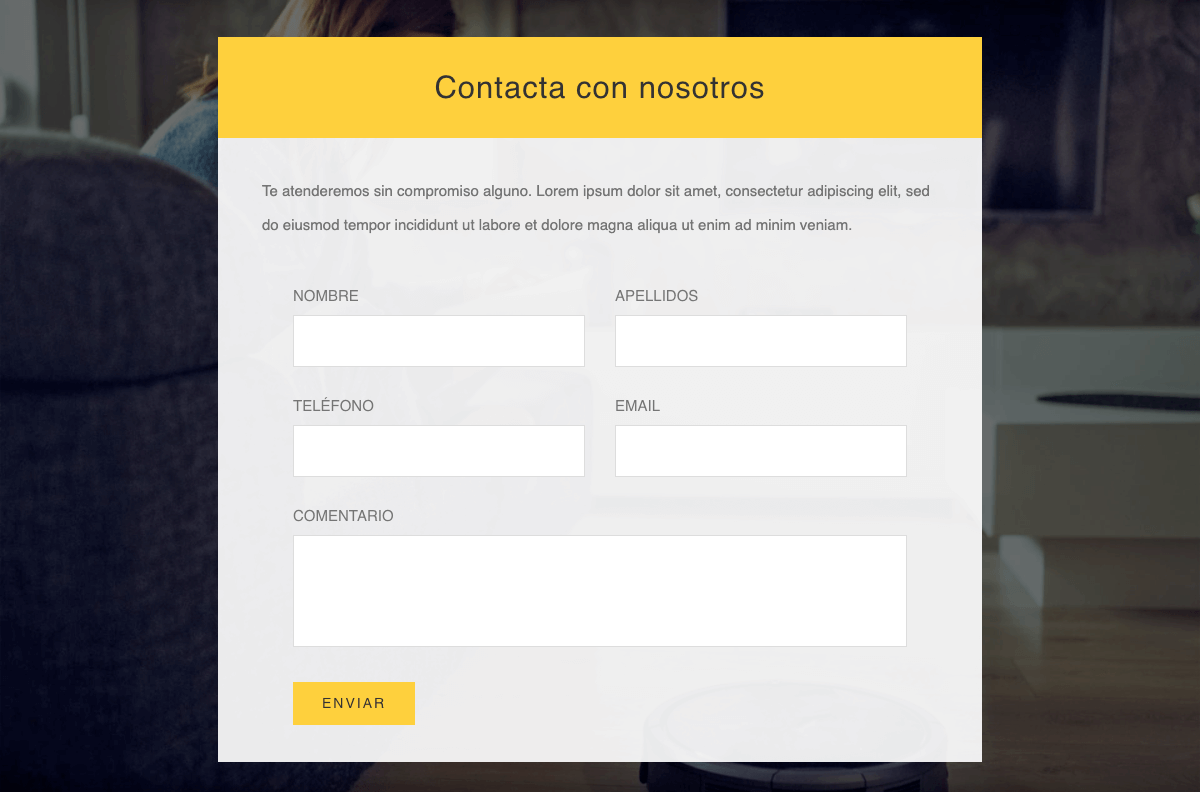 Contacta con nosotros
Te atenderemos sin compromiso alguno. Lorem ipsum dolor sit amet, consectetur adipiscing elit, sed
do eiusmod tempor incididunt ut labore et dolore magna aliqua ut enim ad minim veniam.
NOMBRE
APELLIDOS
TELÉFONO
EMAIL
COMENTARIO
ENVIAR